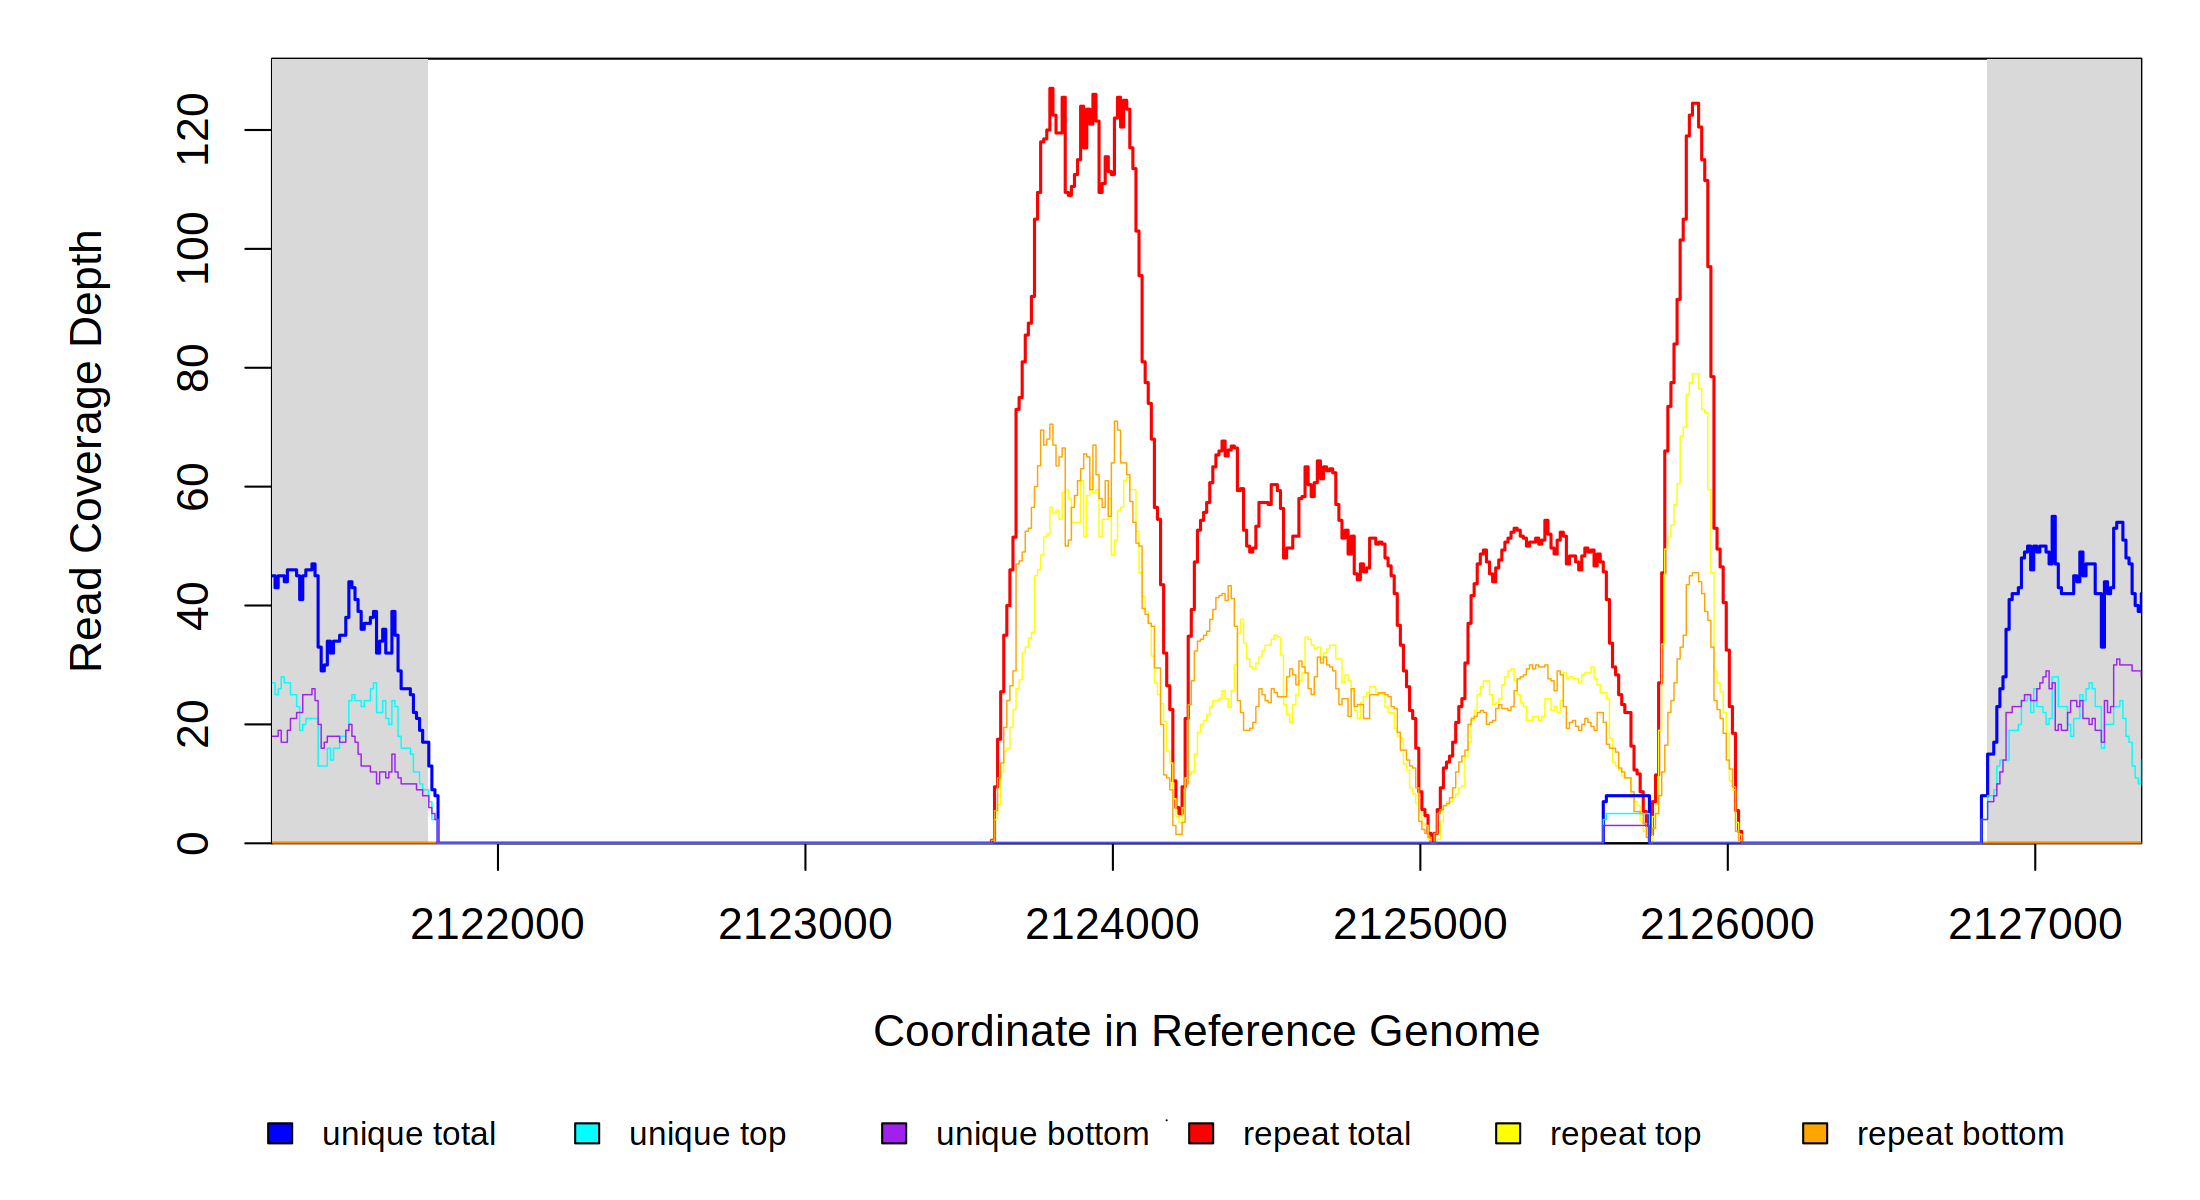 Read Coverage Depth
120
100
80
60
40
20
0
2122000 2123000 2124000 2125000 2126000 2127000
Coordinate in Reference Genome
unique total unique top unique bottom repeat total repeat top repeat bottom